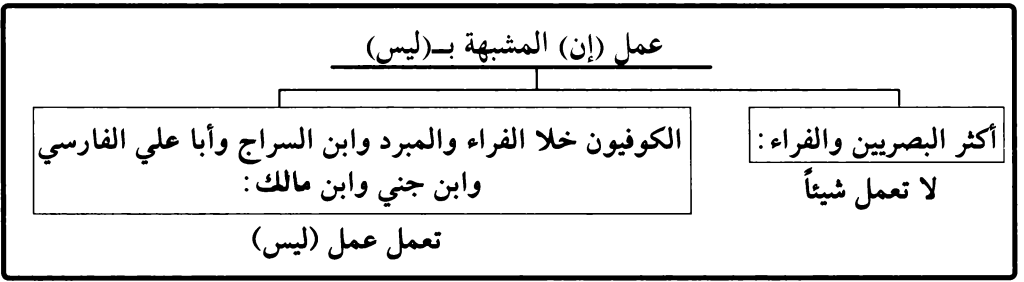 عمل (إن) المشبهة بـ(ليس)
أكثر البصريين والفراء:
لا تعمل شيئاً
الكوفيون خلا الفراء والمبرد وابن السراج وأبا علي الفارسي
وابن جني وابن مالك:
تعمل عمل (ليس)